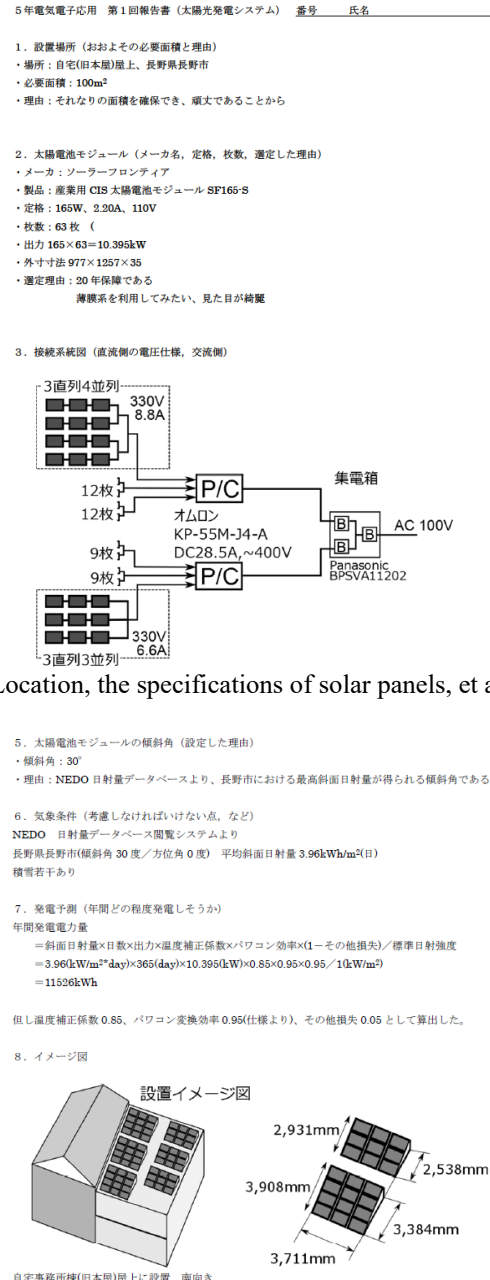 5年電気電子応用　第1回報告書（太陽光発電システム）　番号　　氏名
1．設置場所（おおよその必要面積と理由）
・場所：自宅(旧本屋)屋上、長野県長野市
・必要面積：100m²
・理由：それなりの面積を確保でき、頑丈であることから
2．太陽電池モジュール（メーカ名，定格，枚数，選定した理由）
・メーカ：ソーラーフロンティア
・製品：産業用 CIS 太陽電池モジュール SF165-S
・定格：165W、2.20A、110V
・枚数：63枚　(
・出力 165×63＝10.395kW
・外寸寸法 977×1257×35
・選定理由：20年保障である
薄膜系を利用してみたい、見た目が綺麗
3．接続系統図（直流側の電圧仕様，交流側）
3直列4並列
330V
8.8A
12枚
12枚
P/C
オムロン
KP-55M-J4-A
DC28.5A,~400V
9枚
9枚
P/C
330V
6.6A
3直列3並列
集電箱
B
B
B
AC 100V
Panasonic
BPSVA11202
Location, the specifications of solar panels, et a
5．太陽電池モジュールの傾斜角（設定した理由）
・傾斜角：30°
・理由：NEDO 日射量データベースより、長野市における最高斜面日射量が得られる傾斜角である
6．気象条件（考慮しなければいけない点，など）
NEDO　日射量データベース閲覧システムより
長野県長野市(傾斜角 30 度／方位角 0 度)　平均斜面日射量 3.96kWh/m²(日)
積雪若干あり
7．発電予測（年間どの程度発電しそうか）
年間発電電力量
＝斜面日射量×日数×出力×温度補正係数×パワコン効率×(1－その他損失)／標準日射強度
＝3.96(kW/m²*day)×365(day)×10.395(kW)×0.85×0.95×0.95／1(kW/m²)
＝11526kWh
但し温度補正係数 0.85、パワコン変換効率 0.95(仕様より)、その他損失 0.05 として算出した。
8．イメージ図
設置イメージ図
2,931mm
2,538mm
3,908mm
3,384mm
3,711mm
自宅事務所棟(旧本屋)屋上に設置　南向き